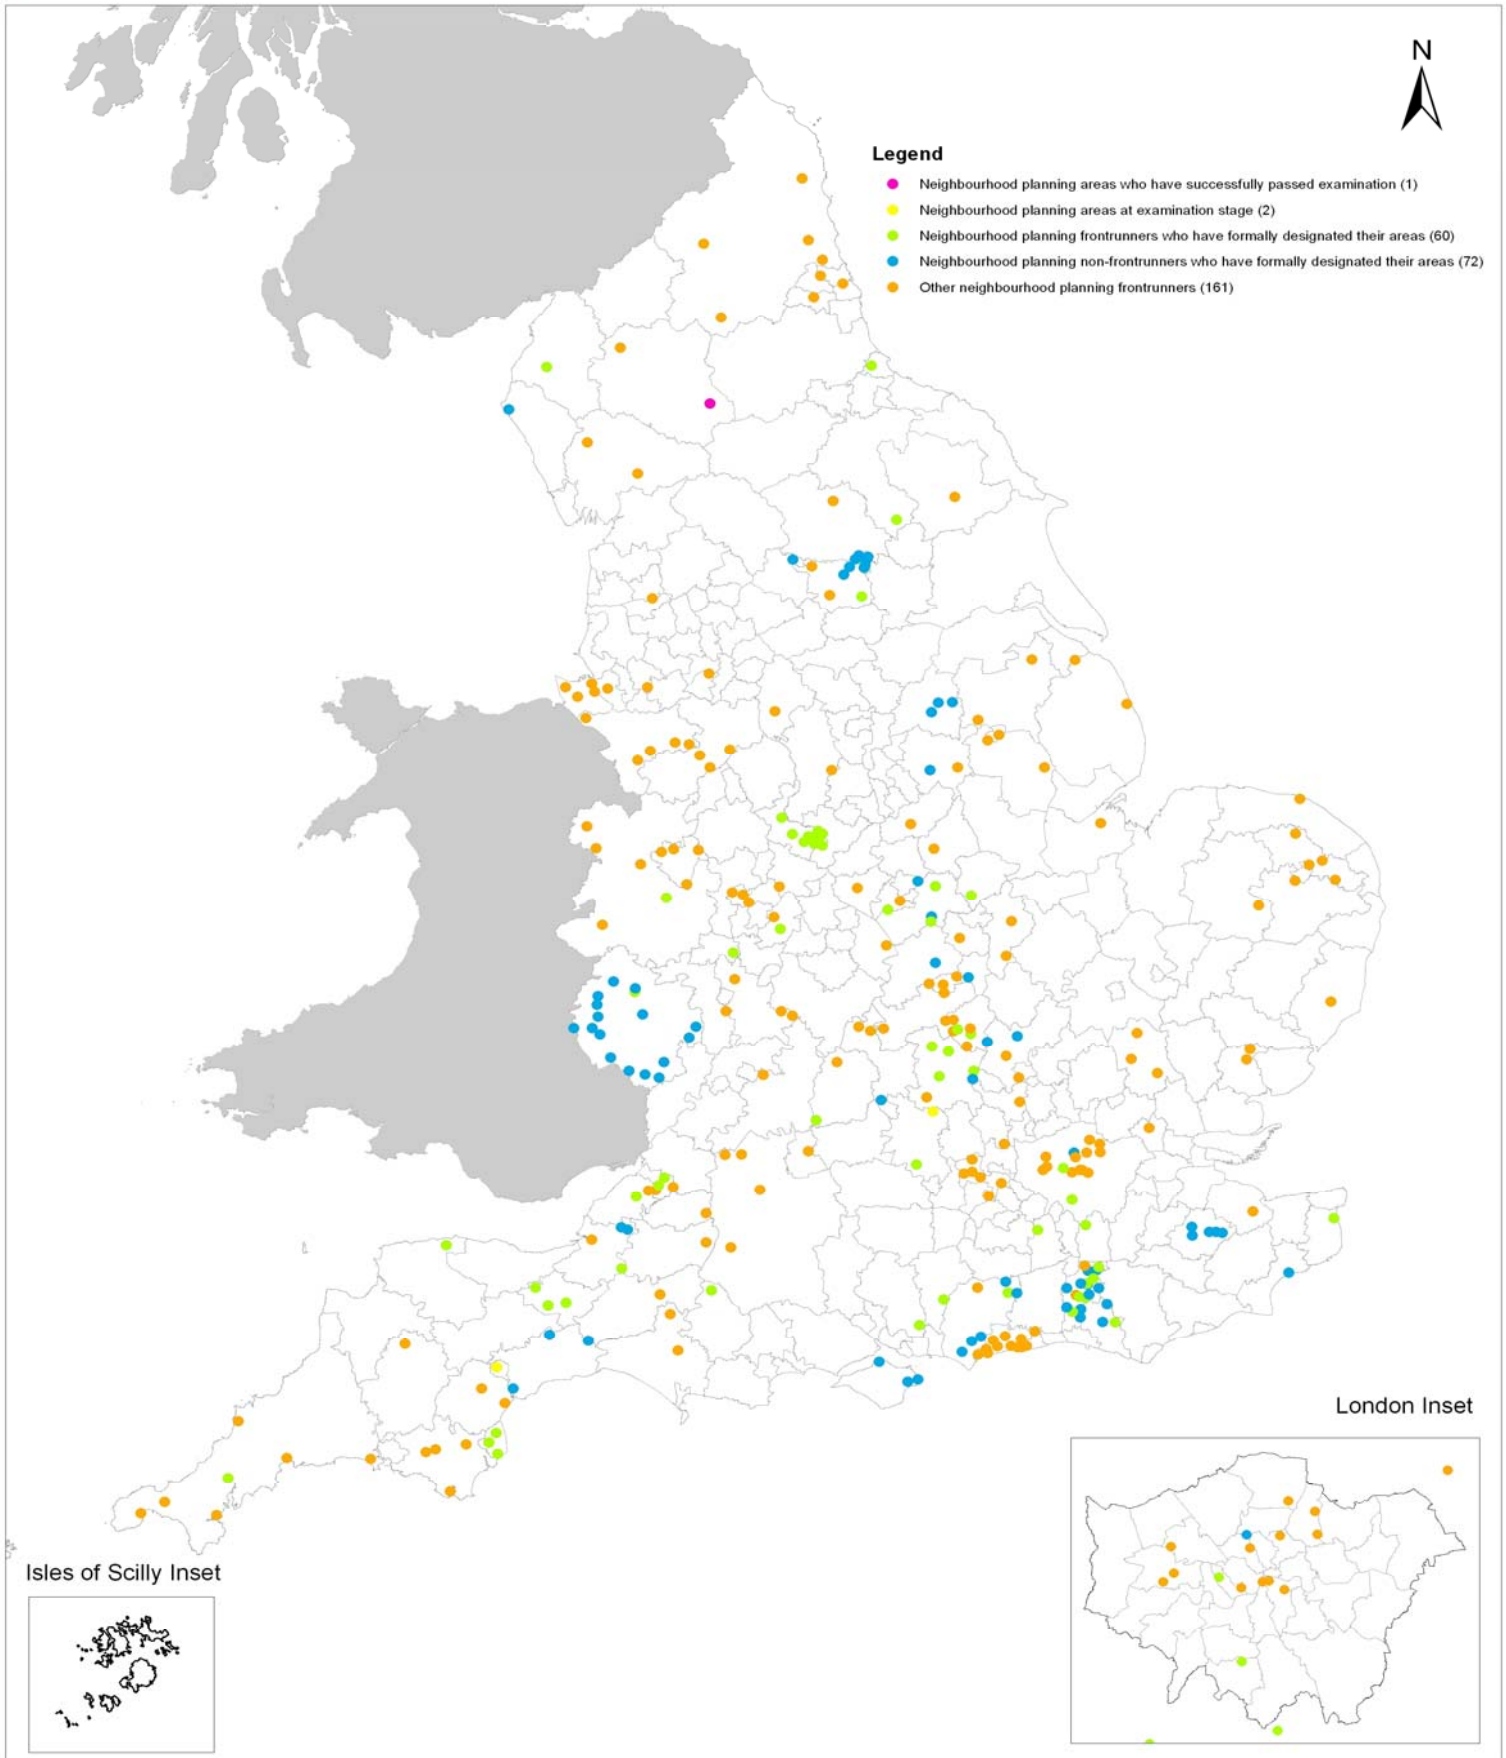 N
Legend
Neighbourhood planning areas who have successfully passed examination (1)
Neighbourhood planning areas at examination stage (2)
Neighbourhood planning frontrunners who have formally designated their areas (60)
Neighbourhood planning non-frontrunners who have formally designated their areas (72)
Other neighbourhood planning frontrunners (161)
London Inset
Isles of Scilly Inset